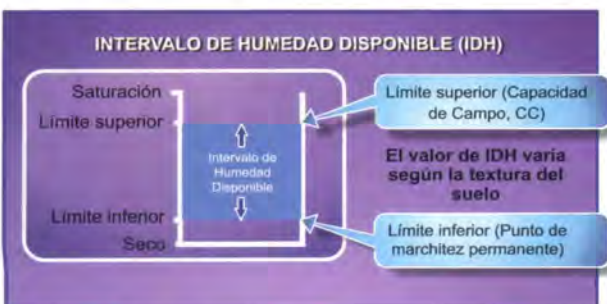 INTERVALO DE HUMEDAD DISPONIBLE (IDH)
Saturación
Límite superior
Intervalo de
Humedad
Disponible
Límite inferior
Seco
Límite superior (Capacidad
de Campo, CC)
El valor de IDH varia
según la textura del
suelo
Límite inferior (Punto de
marchitez permanente)